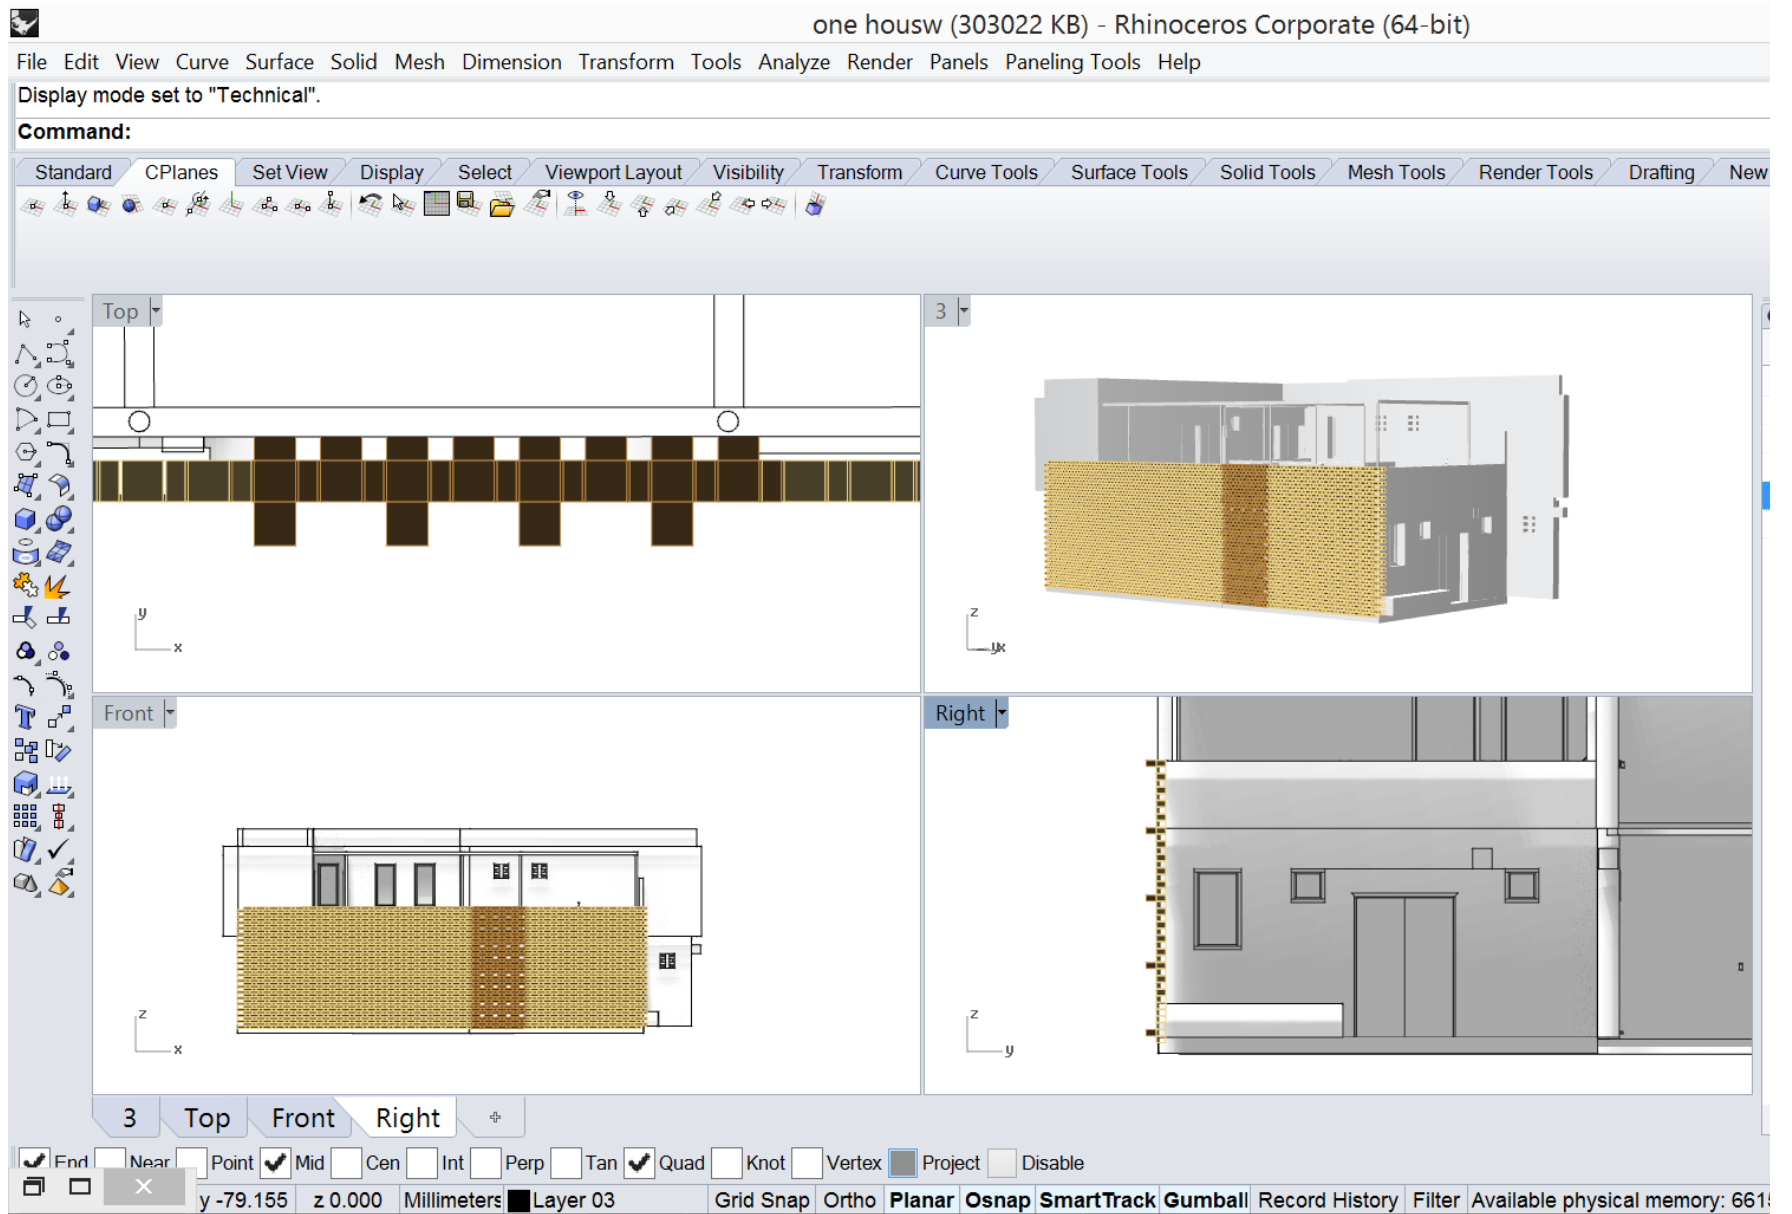 one housw (303022 KB) - Rhinoceros Corporate (64-bit)
File Edit View Curve Surface Solid Mesh Dimension Transform Tools Analyze Render Panels Paneling Tools Help
Display mode set to "Technical".
Command:
Standard CPlanes Set View Display Select Viewport Layout Visibility Transform Curve Tools Surface Tools Solid Tools Mesh Tools Render Tools Drafting New
Top
3
y
x
z
yx
Front
Right
z
x
z
y
3 Top Front Right
End Near Point Mid Cen Int Perp Tan Quad Knot Vertex Project Disable
y -79.155 z 0.000 Millimeters Layer 03 Grid Snap Ortho Planar Osnap SmartTrack Gumball Record History Filter Available physical memory: 6615